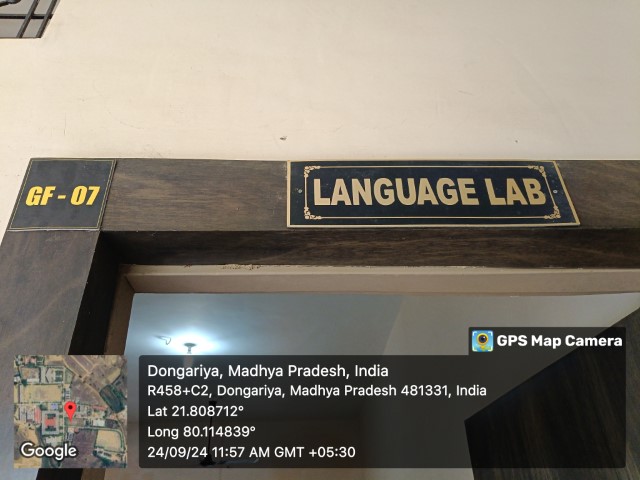 GF - 07
LANGUAGE LAB
GPS Map Camera
Dongariya, Madhya Pradesh, India
R458+C2, Dongariya, Madhya Pradesh 481331, India
Lat 21.808712°
Long 80.114839°
24/09/24 11:57 AM GMT +05:30
Google